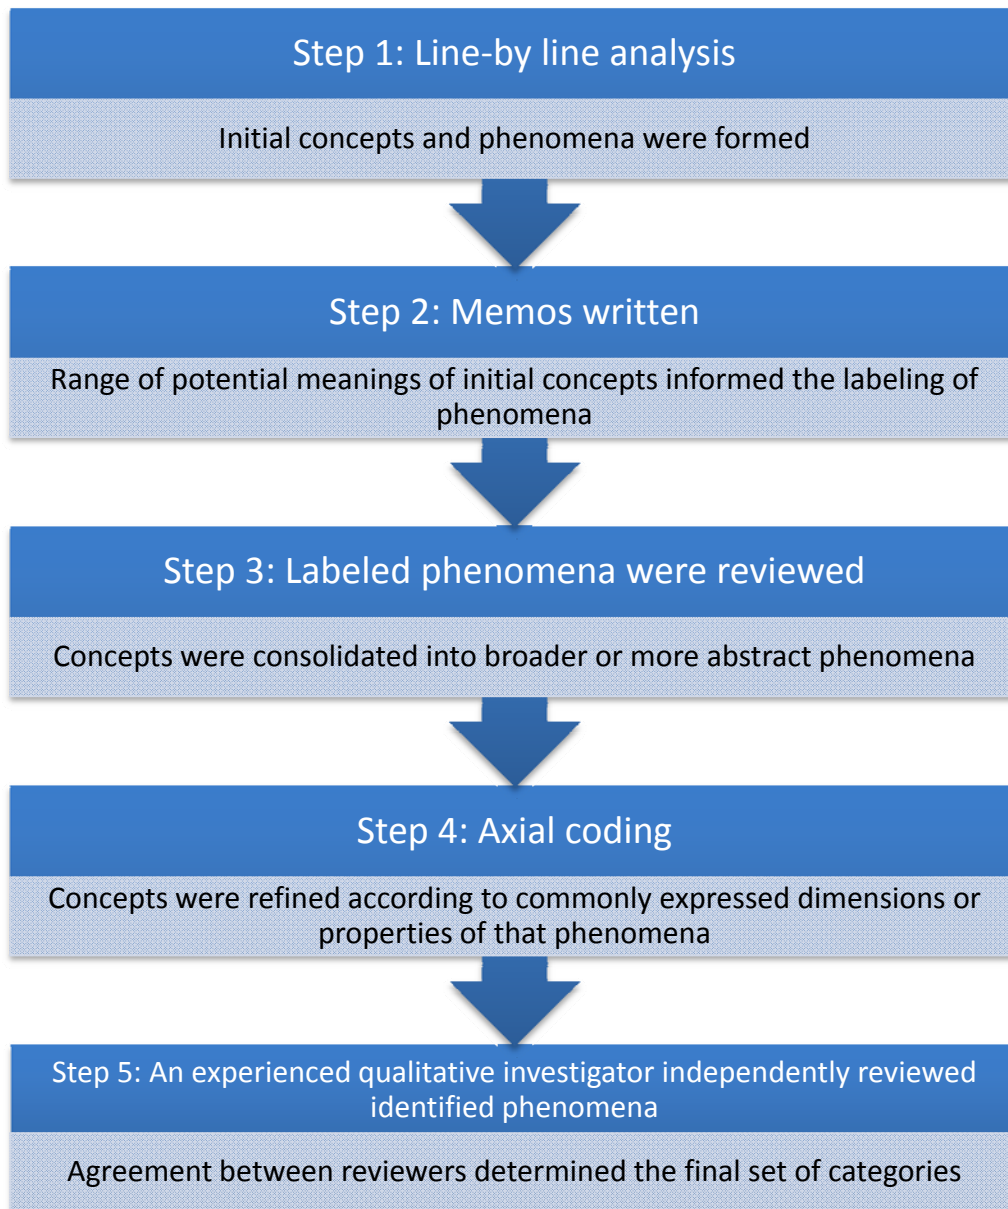 Step 1: Line-by line analysis
Initial concepts and phenomena were formed
Step 2: Memos written
Range of potential meanings of initial concepts informed the labeling of
phenomena
Step 3: Labeled phenomena were reviewed
Concepts were consolidated into broader or more abstract phenomena
Step 4: Axial coding
Concepts were refined according to commonly expressed dimensions or
properties of that phenomena
Step 5: An experienced qualitative investigator independently reviewed
identified phenomena
Agreement between reviewers determined the final set of categories